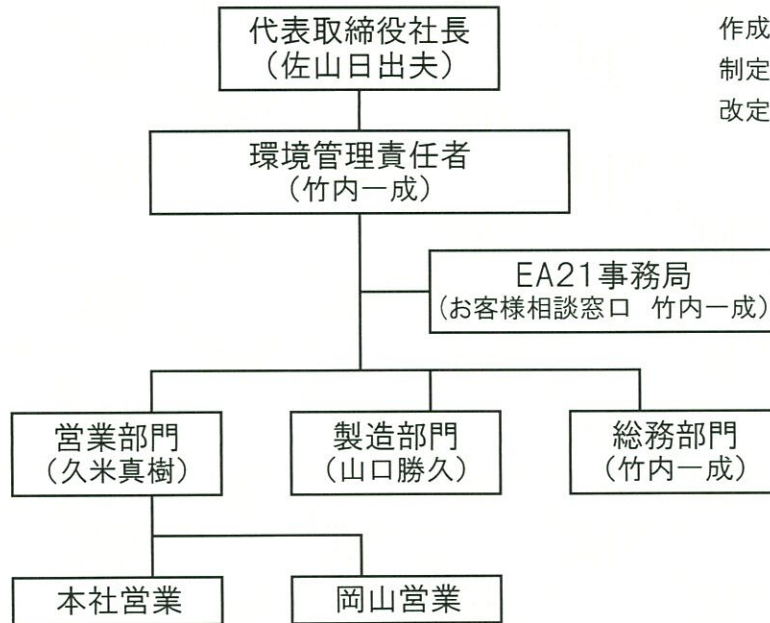 代表取締役社長
（佐山日出夫）
作成
制定
改定
環境管理責任者
（竹内一成）
EA21事務局
（お客様相談窓口 竹内一成）
営業部門
（久米真樹）
製造部門
（山口勝久）
総務部門
（竹内一成）
本社営業
岡山営業